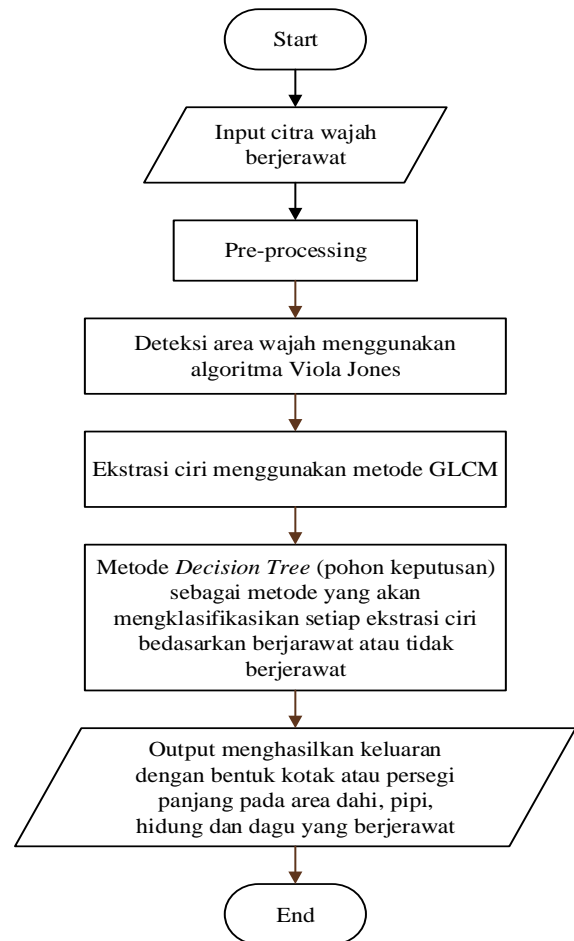 Start
Input citra wajah
berjerawat
Pre-processing
Deteksi area wajah menggunakan
algoritma Viola Jones
Ekstrasi ciri menggunakan metode GLCM
Metode Decision Tree (pohon keputusan)
sebagai metode yang akan
mengklasifikasikan setiap ekstrasi ciri
bedasarkan berjarawat atau tidak
berjerawat
Output menghasilkan keluaran
dengan bentuk kotak atau persegi
panjang pada area dahi, pipi,
hidung dan dagu yang berjerawat
End